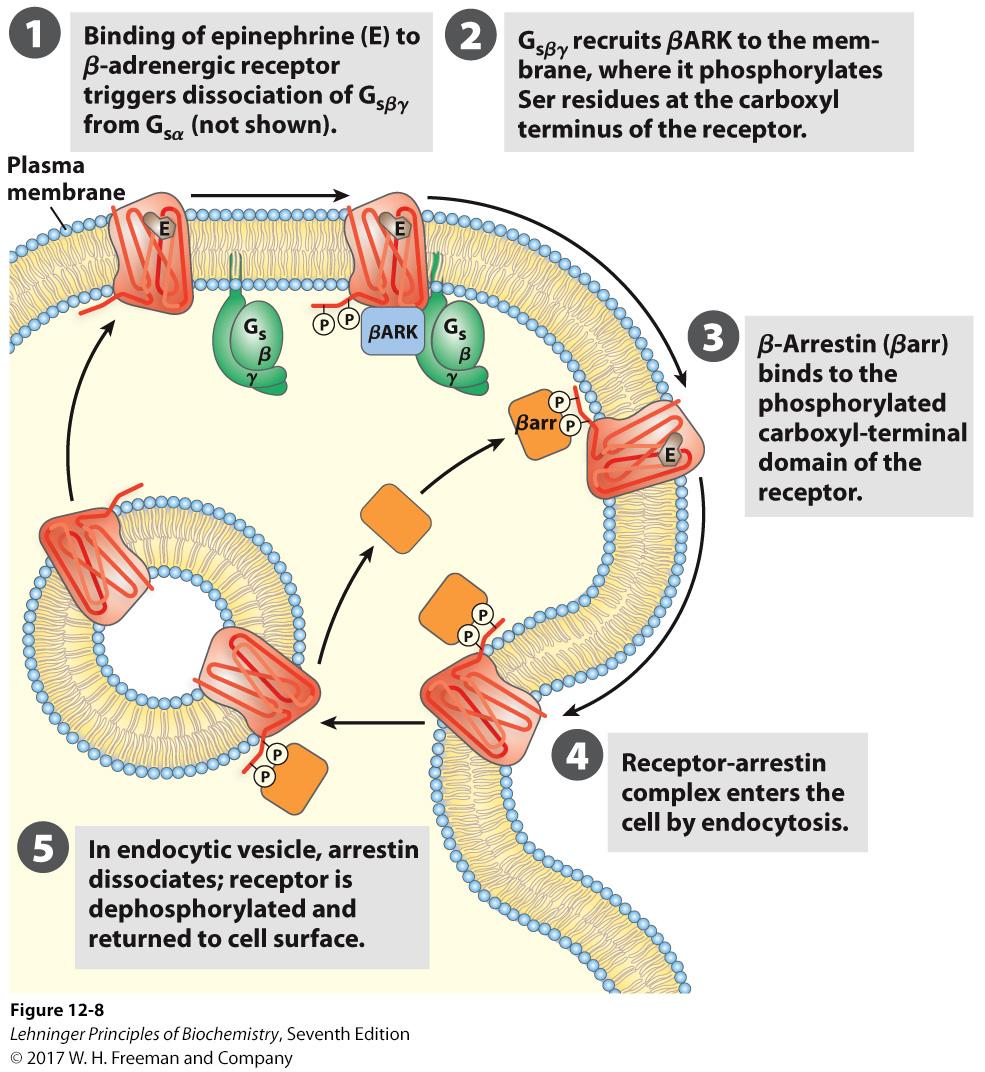 1
Binding of epinephrine (E) to
β-adrenergic receptor
triggers dissociation of Gsβγ
from Gsα (not shown).
2
Gsβγ recruits βARK to the mem-
brane, where it phosphorylates
Ser residues at the carboxyl
terminus of the receptor.
Plasma
membrane
E
E
Gs
β
γ
P
P
βARK
Gs
β
γ
3
β-Arrestin (βarr)
binds to the
phosphorylated
carboxyl-terminal
domain of the
receptor.
P
P
βarr
E
P
P
P
P
4
Receptor-arrestin
complex enters the
cell by endocytosis.
5
In endocytic vesicle, arrestin
dissociates; receptor is
dephosphorylated and
returned to cell surface.
Figure 12-8
Lehninger Principles of Biochemistry, Seventh Edition
© 2017 W. H. Freeman and Company